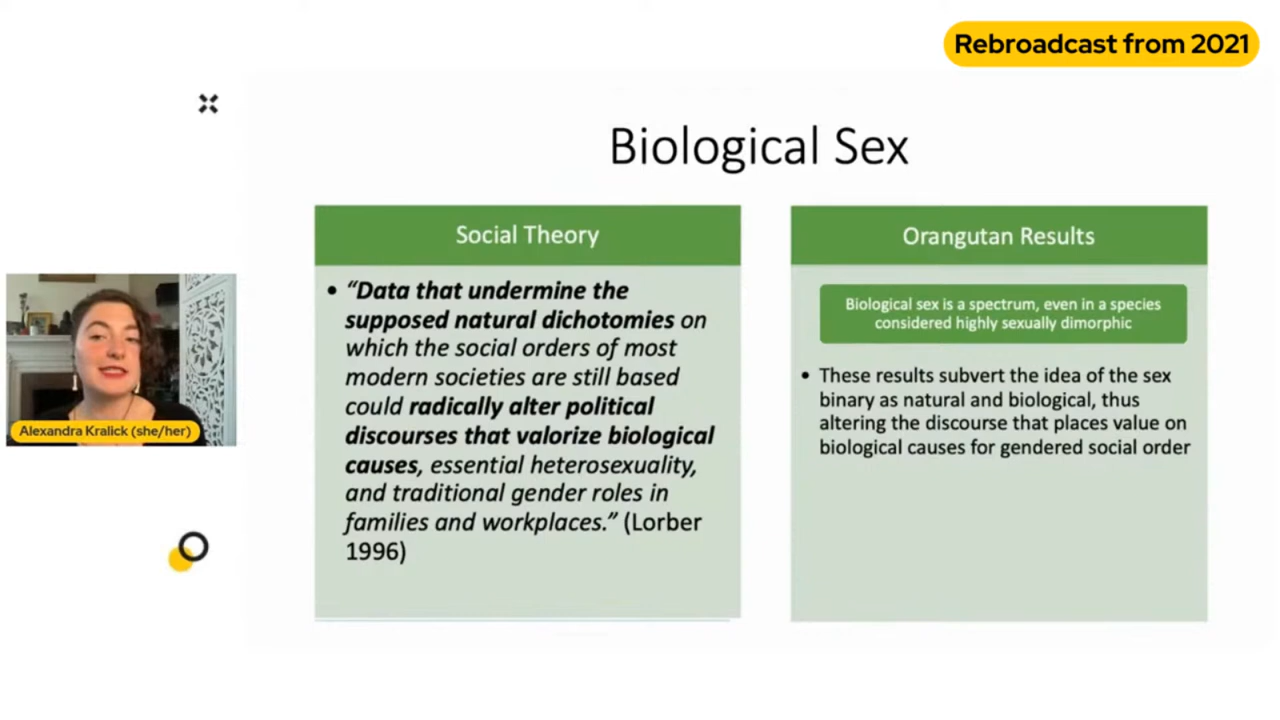 Rebroadcast from 2021
Biological Sex
Social Theory
• “Data that undermine the
supposed natural dichotomies on
which the social orders of most
modern societies are still based
could radically alter political
discourses that valorize biological
causes, essential heterosexuality,
and traditional gender roles in
families and workplaces.” (Lorber
1996)
Orangutan Results
Biological sex is a spectrum, even in a species
considered highly sexually dimorphic
• These results subvert the idea of the sex
binary as natural and biological, thus
altering the discourse that places value on
biological causes for gendered social order
Alexandra Kralick (she/her)